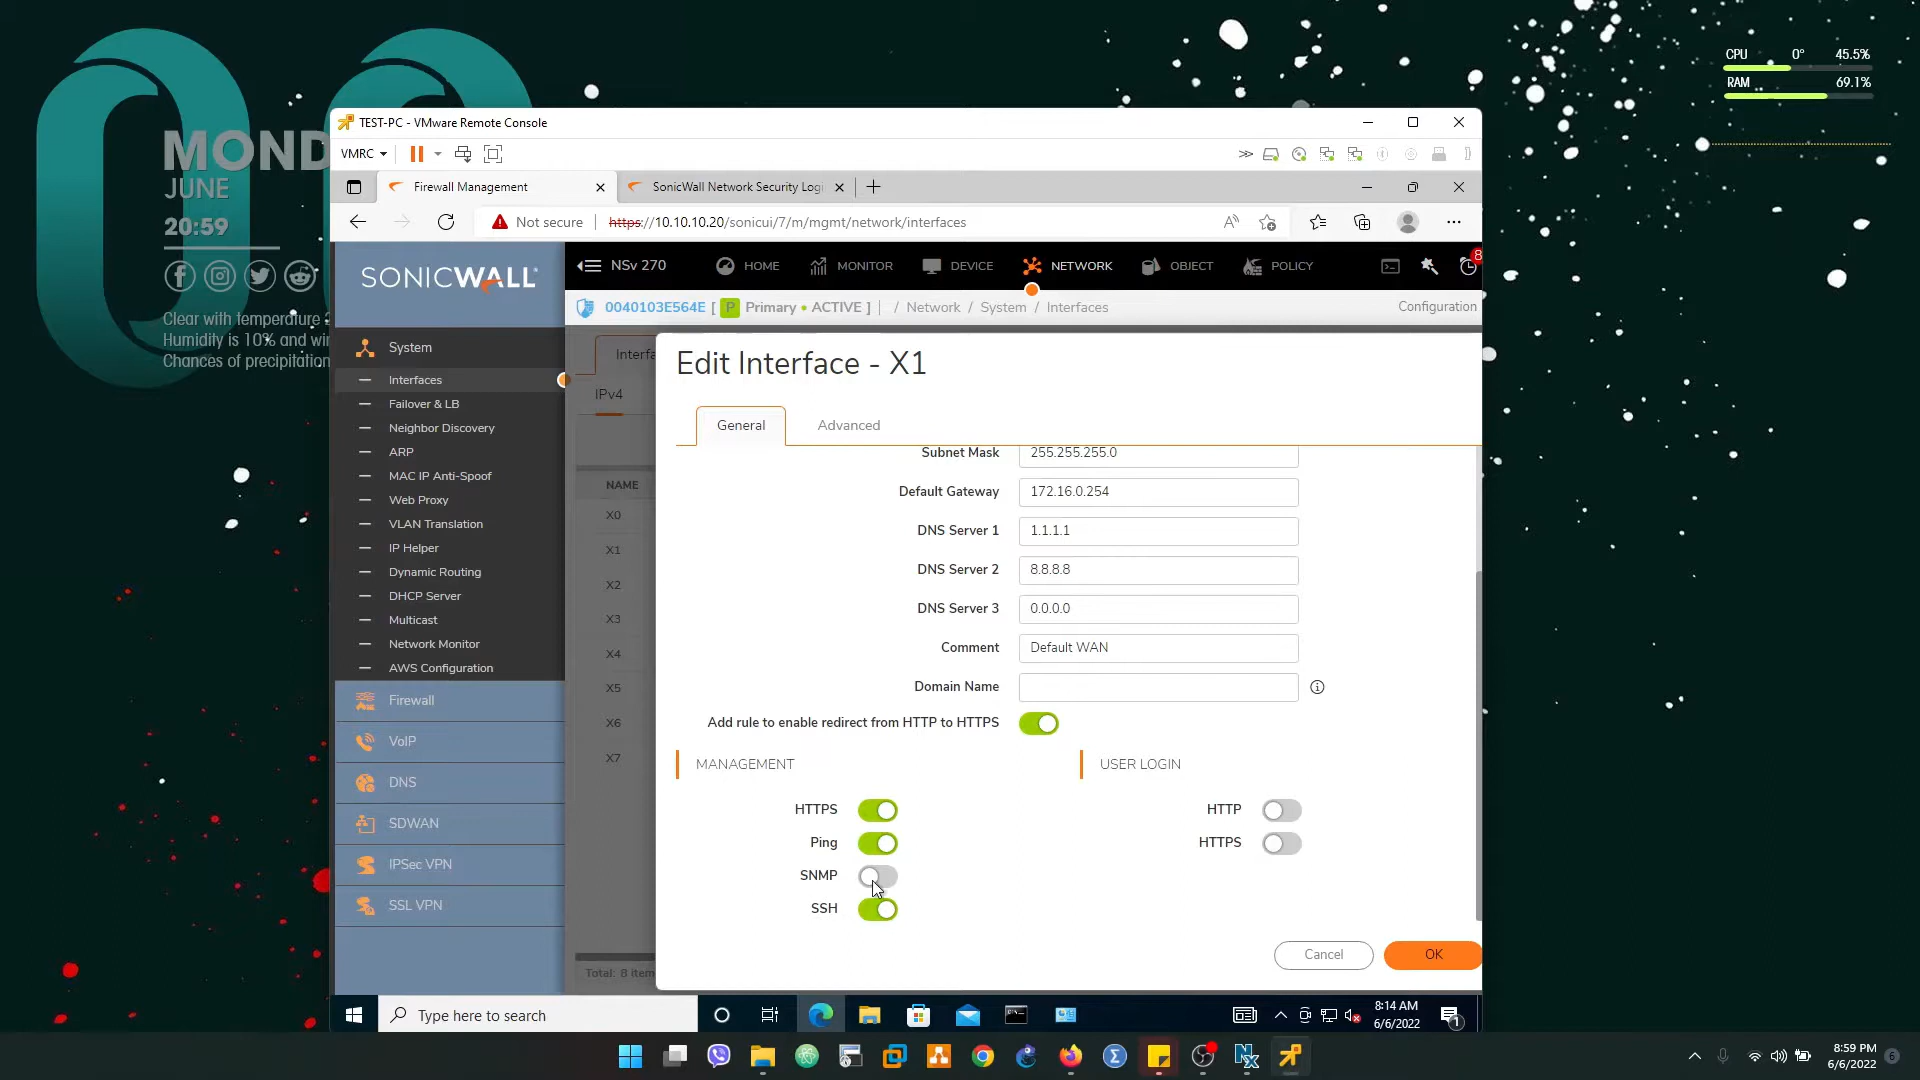 CPU 0° 45.5%
RAM 69.1%
MOND
JUNE
20:59
Clear with temperature 2
Humidity is 10% and wi
Chances of precipitation
TEST-PC - VMware Remote Console
VMRC
Firewall Management
SonicWall Network Security Logi
Not secure
https://10.10.10.20/sonicui/7/m/mgmt/network/interfaces
SONICWALL
NSv 270
HOME
MONITOR
DEVICE
NETWORK
OBJECT
POLICY
8
0040103E564E [ P Primary • ACTIVE ] | / Network / System / Interfaces
Configuration
System
Interfaces
Failover & LB
Neighbor Discovery
ARP
MAC IP Anti-Spoof
Web Proxy
VLAN Translation
IP Helper
Dynamic Routing
DHCP Server
Multicast
Network Monitor
AWS Configuration
Firewall
VoIP
DNS
SDWAN
IPSec VPN
SSL VPN
Interfa
IPv4
NAME
X0
X1
X2
X3
X4
X5
X6
X7
Total: 8 item
Edit Interface - X1
General
Advanced
Subnet Mask 255.255.255.0
Default Gateway 172.16.0.254
DNS Server 1 1.1.1.1
DNS Server 2 8.8.8.8
DNS Server 3 0.0.0.0
Comment Default WAN
Domain Name
Add rule to enable redirect from HTTP to HTTPS
MANAGEMENT
HTTPS
Ping
SNMP
SSH
USER LOGIN
HTTP
HTTPS
Cancel
OK
Type here to search
8:14 AM
6/6/2022
1
8:59 PM
6/6/2022
6